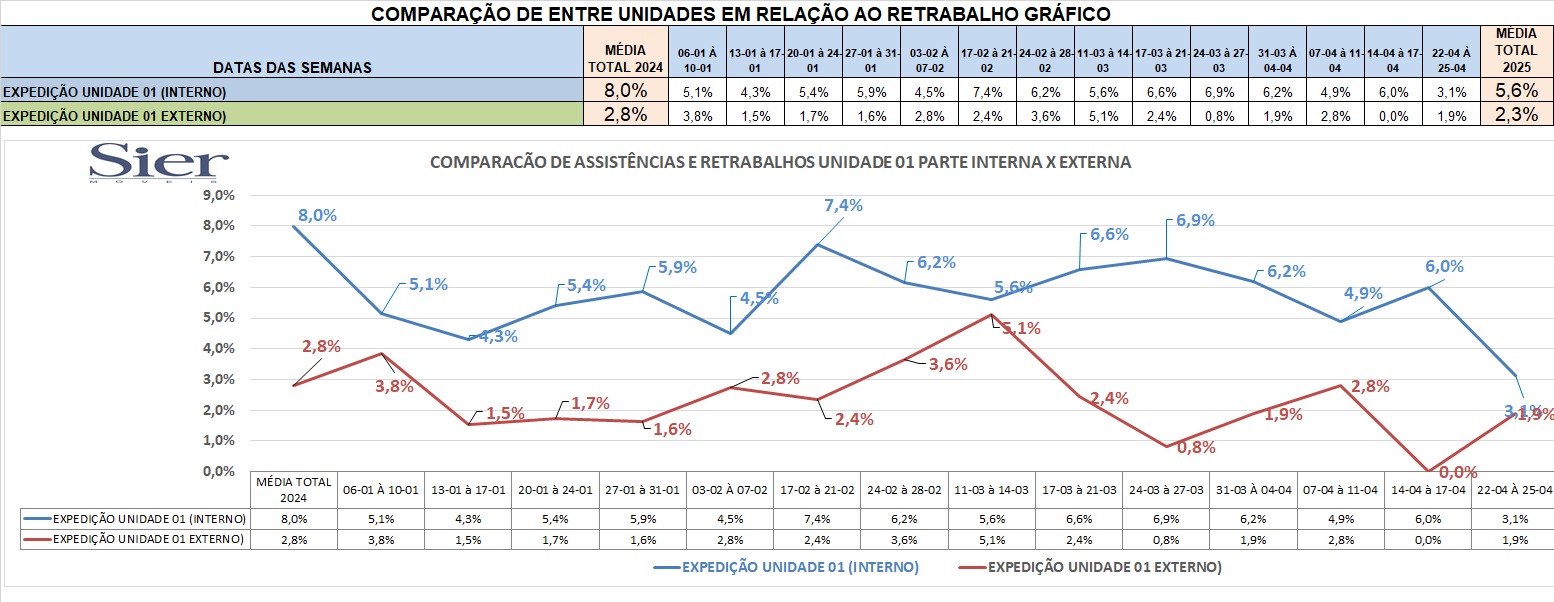 COMPARAÇÃO DE ENTRE UNIDADES EM RELAÇÃO AO RETRABALHO GRÁFICO
DATAS DAS SEMANAS MÉDIA TOTAL 2024 06-01 À 10-01 13-01 à 17-01 20-01 à 24-01 27-01 à 31-01 03-02 À 07-02 17-02 à 21-02 24-02 à 28-02 11-03 à 14-03 17-03 à 21-03 24-03 à 27-03 31-03 À 04-04 07-04 à 11-04 14-04 à 17-04 22-04 À 25-04 MÉDIA TOTAL 2025
EXPEDIÇÃO UNIDADE 01 (INTERNO) 8,0% 5,1% 4,3% 5,4% 5,9% 4,5% 7,4% 6,2% 5,6% 6,6% 6,9% 6,2% 4,9% 6,0% 3,1% 5,6%
EXPEDIÇÃO UNIDADE 01 EXTERNO) 2,8% 3,8% 1,5% 1,7% 1,6% 2,8% 2,4% 3,6% 5,1% 2,4% 0,8% 1,9% 2,8% 0,0% 1,9% 2,3%
Sier
MÓVEIS
COMPARACÃO DE ASSISTÊNCIAS E RETRABALHOS UNIDADE 01 PARTE INTERNA X EXTERNA
9,0%
8,0%
7,0%
6,0%
5,0%
4,0%
3,0%
2,0%
1,0%
0,0%
8,0% 5,1% 4,3% 5,4% 5,9% 4,5% 7,4% 6,2% 5,6% 6,6% 6,9% 6,2% 4,9% 6,0% 3,1%
2,8% 3,8% 1,5% 1,7% 1,6% 2,8% 2,4% 3,6% 5,1% 2,4% 0,8% 1,9% 2,8% 0,0% 1,9%
MÉDIA TOTAL 2024 06-01 À 10-01 13-01 à 17-01 20-01 à 24-01 27-01 à 31-01 03-02 À 07-02 17-02 à 21-02 24-02 à 28-02 11-03 à 14-03 17-03 à 21-03 24-03 à 27-03 31-03 À 04-04 07-04 à 11-04 14-04 à 17-04 22-04 À 25-04
EXPEDIÇÃO UNIDADE 01 (INTERNO) 8,0% 5,1% 4,3% 5,4% 5,9% 4,5% 7,4% 6,2% 5,6% 6,6% 6,9% 6,2% 4,9% 6,0% 3,1%
EXPEDIÇÃO UNIDADE 01 EXTERNO) 2,8% 3,8% 1,5% 1,7% 1,6% 2,8% 2,4% 3,6% 5,1% 2,4% 0,8% 1,9% 2,8% 0,0% 1,9%
EXPEDIÇÃO UNIDADE 01 (INTERNO) EXPEDIÇÃO UNIDADE 01 EXTERNO)